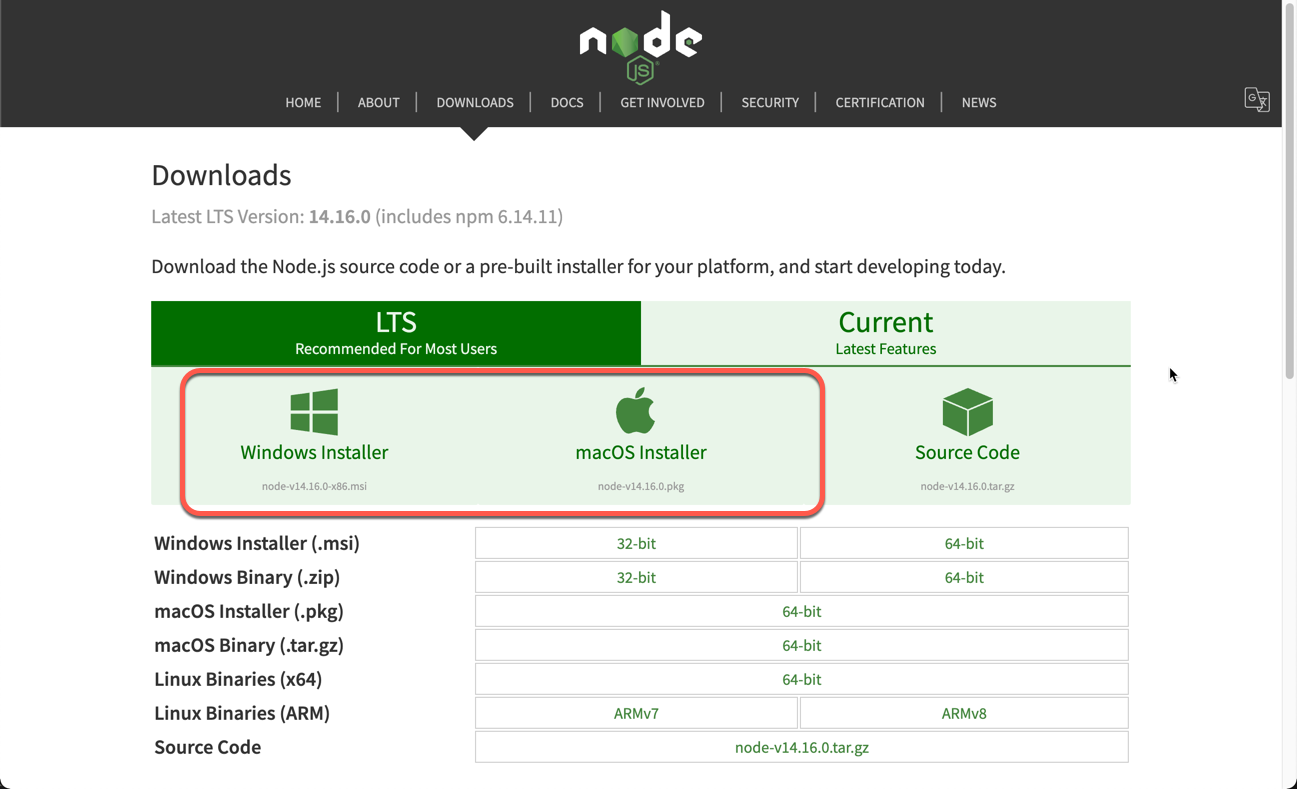 node
JS
HOME ABOUT DOWNLOADS DOCS GET INVOLVED SECURITY CERTIFICATION NEWS
Downloads
Latest LTS Version: 14.16.0 (includes npm 6.14.11)
Download the Node.js source code or a pre-built installer for your platform, and start developing today.
LTS Current
Recommended For Most Users Latest Features
Windows Installer macOS Installer Source Code
node-v14.16.0-x86.msi node-v14.16.0.pkg node-v14.16.0.tar.gz
Windows Installer (.msi) 32-bit 64-bit
Windows Binary (.zip) 32-bit 64-bit
macOS Installer (.pkg) 64-bit
macOS Binary (.tar.gz) 64-bit
Linux Binaries (x64) 64-bit
Linux Binaries (ARM) ARMv7 ARMv8
Source Code node-v14.16.0.tar.gz